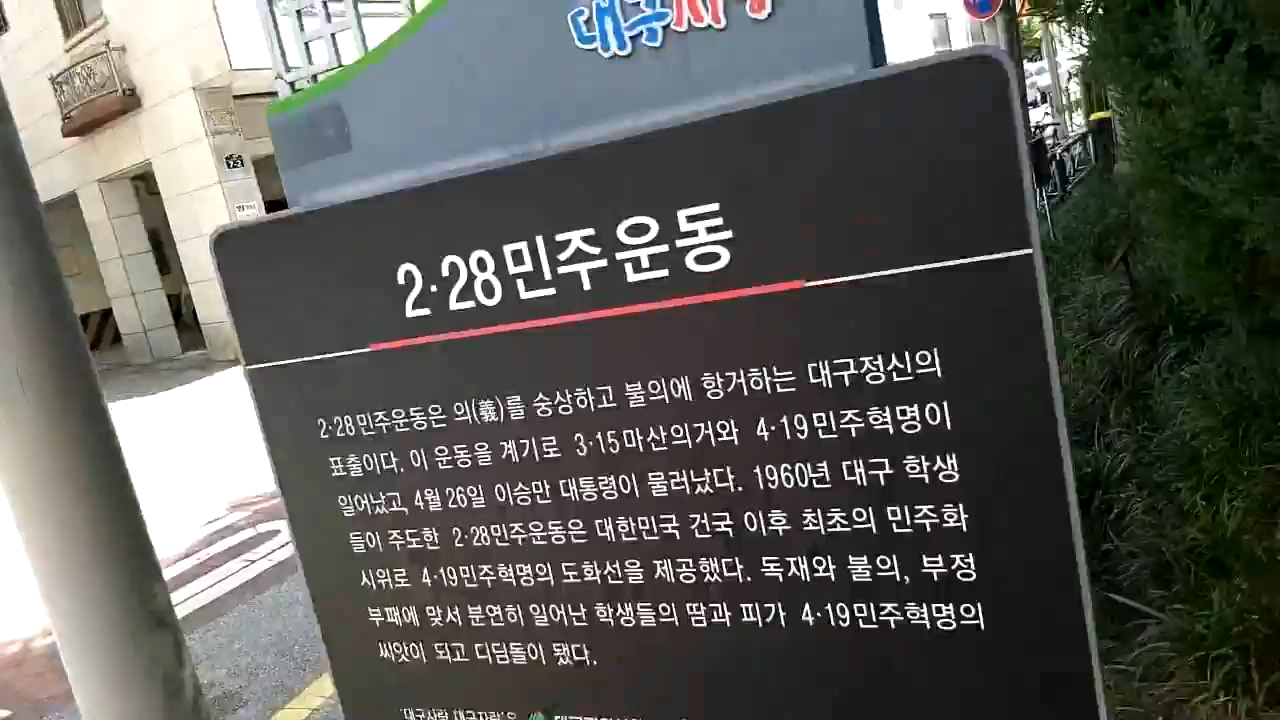 2·28민주운동
2·28민주운동은 의(義)를 숭상하고 불의에 항거하는 대구정신의
표출이다. 이 운동을 계기로 3·15마산의거와 4·19민주혁명이
일어났고, 4월 26일 이승만 대통령이 물러났다. 1960년 대구 학생
들이 주도한 2·28민주운동은 대한민국 건국 이후 최초의 민주화
시위로 4·19민주혁명의 도화선을 제공했다. 독재와 불의, 부정
부패에 맞서 분연히 일어난 학생들의 땀과 피가 4·19민주혁명의
씨앗이 되고 디딤돌이 됐다.